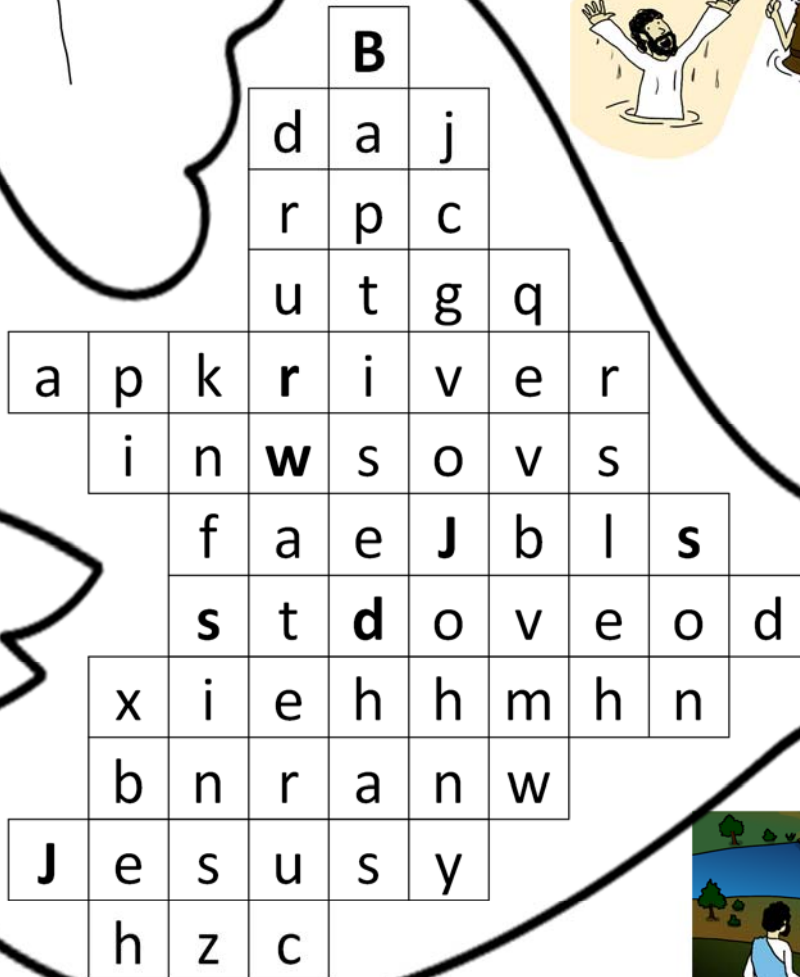 B
d a j
r p c
u t g q
a p k r i v e r
i n w s o v s
f a e J b l s
s t d o v e o d
x i e h h m h n
b n r a n w
J e s u s y
h z c